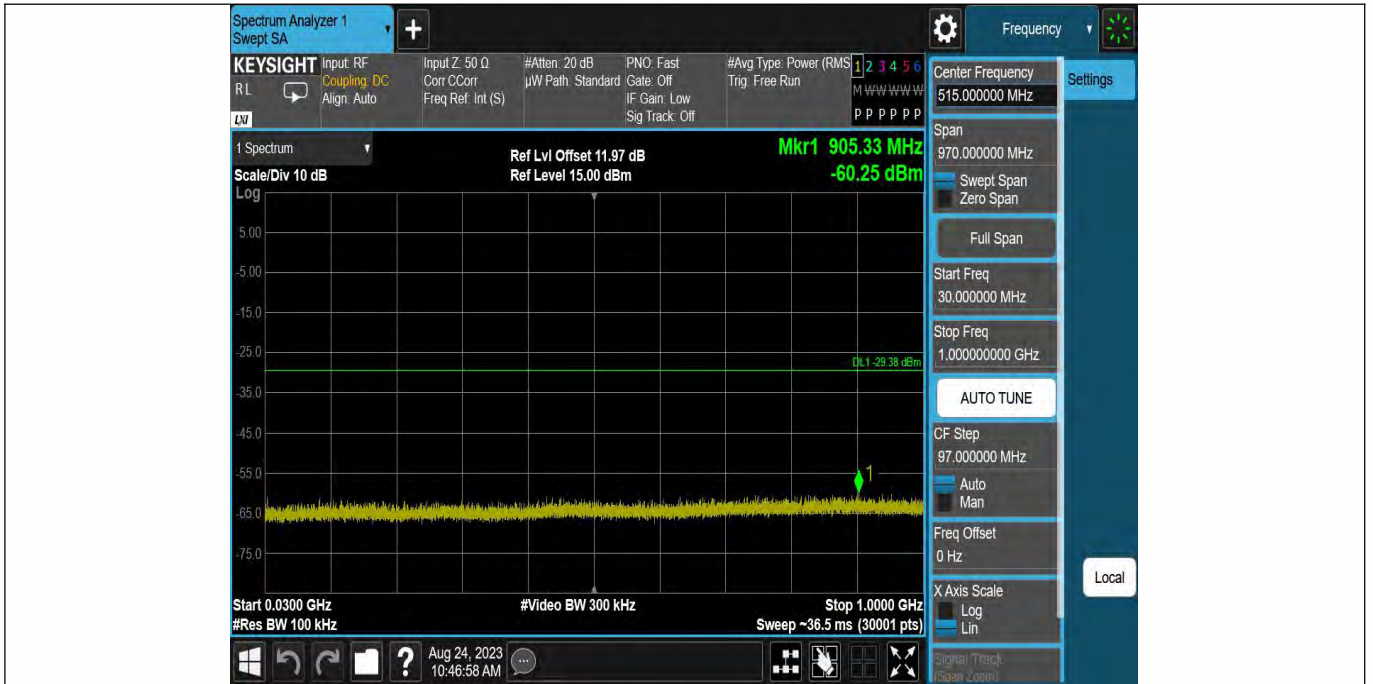 Spectrum Analyzer 1
Swept SA
+
Frequency
KEYSIGHT
RL
LXI
Input: RF
Coupling: DC
Align: Auto
Input Z: 50 Ω
Corr CCorr
Freq Ref: Int (S)
#Atten: 20 dB
µW Path: Standard
PNO: Fast
Gate: Off
IF Gain: Low
Sig Track: Off
#Avg Type: Power (RMS
Trig: Free Run
1 2 3 4 5 6
M W W W W W
P P P P P P
Center Frequency
515.000000 MHz
Settings
1 Spectrum
Scale/Div 10 dB
Ref Lvl Offset 11.97 dB
Ref Level 15.00 dBm
Mkr1 905.33 MHz
-60.25 dBm
Log
5.00
-5.00
-15.0
-25.0
-35.0
-45.0
-55.0
-65.0
-75.0
DL1 -29.38 dBm
1
Span
970.000000 MHz
Swept Span
Zero Span
Full Span
Start Freq
30.000000 MHz
Stop Freq
1.000000000 GHz
AUTO TUNE
CF Step
97.000000 MHz
Auto
Man
Freq Offset
0 Hz
X Axis Scale
Log
Lin
Signal Track
(Span Zoom)
Local
Start 0.0300 GHz
#Res BW 100 kHz
#Video BW 300 kHz
Stop 1.0000 GHz
Sweep ~36.5 ms (30001 pts)
?
Aug 24, 2023
10:46:58 AM